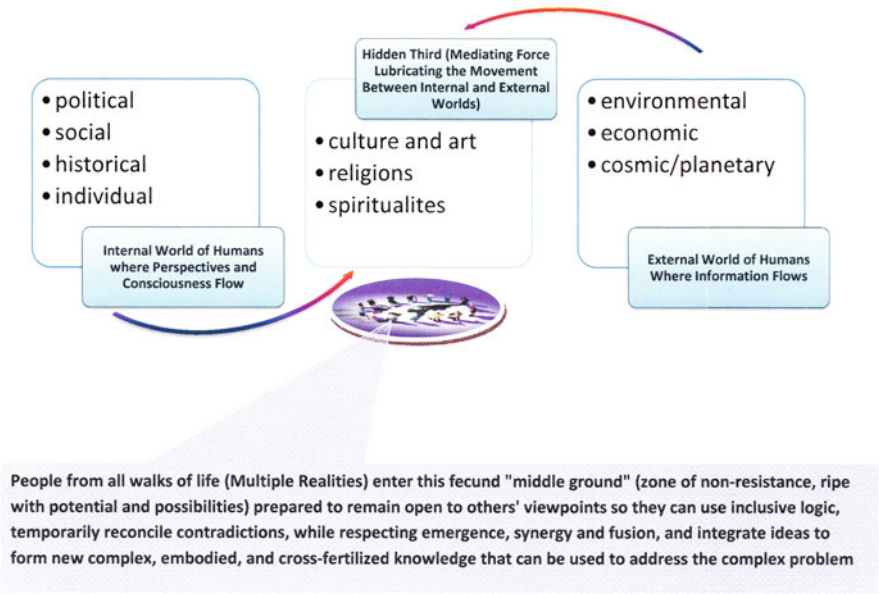 • political
• social
• historical
• individual
Internal World of Humans
where Perspectives and
Consciousness Flow
Hidden Third (Mediating Force
Lubricating the Movement
Between Internal and External
Worlds)
• culture and art
• religions
• spiritualites
• environmental
• economic
• cosmic/planetary
External World of Humans
Where Information Flows
People from all walks of life (Multiple Realities) enter this fecund "middle ground" (zone of non-resistance, ripe
with potential and possibilities) prepared to remain open to others' viewpoints so they can use inclusive logic,
temporarily reconcile contradictions, while respecting emergence, synergy and fusion, and integrate ideas to
form new complex, embodied, and cross-fertilized knowledge that can be used to address the complex problem